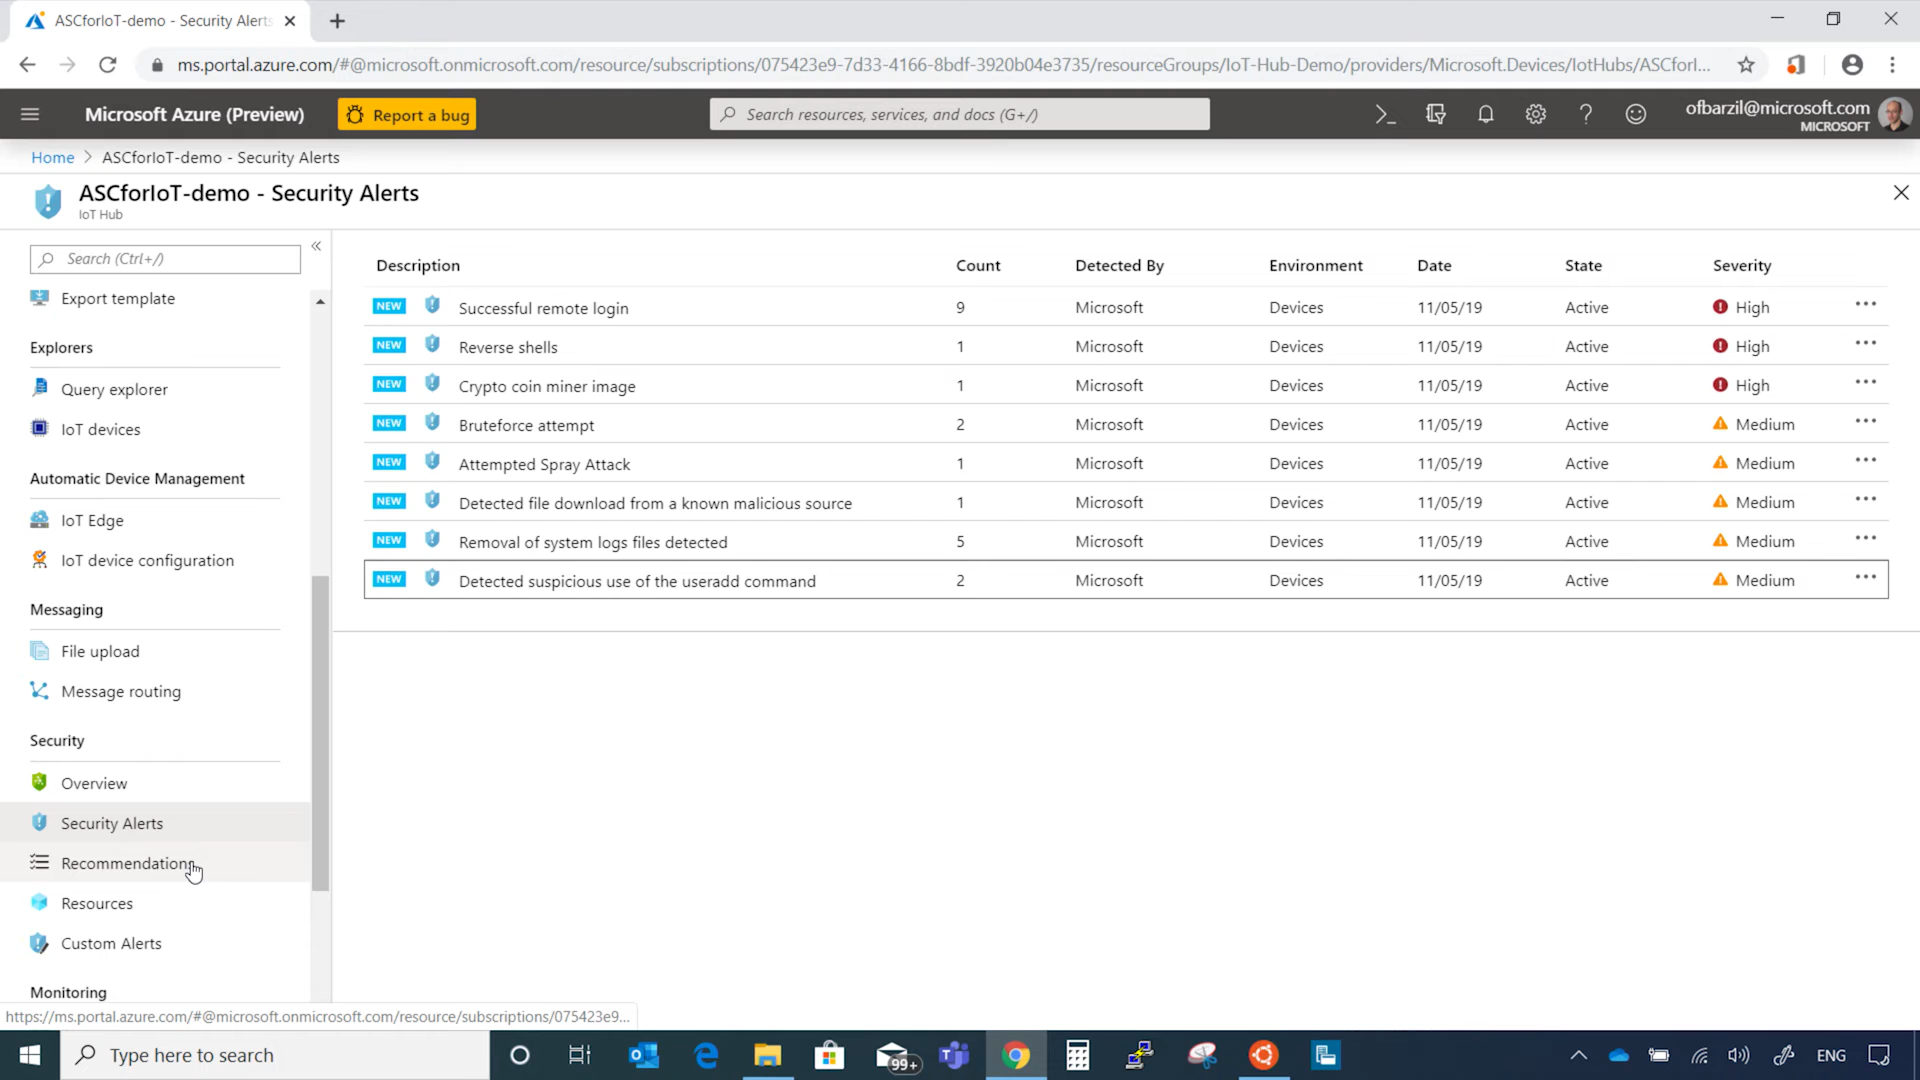 ASCforIoT-demo - Security Alerts
ms.portal.azure.com/#@microsoft.onmicrosoft.com/resource/subscriptions/075423e9-7d33-4166-8bdf-3920b04e3735/resourceGroups/IoT-Hub-Demo/providers/Microsoft.Devices/IotHubs/ASCforI...
Microsoft Azure (Preview)
Report a bug
Search resources, services, and docs (G+/)
ofbarzil@microsoft.com
MICROSOFT
Home > ASCforIoT-demo - Security Alerts
ASCforIoT-demo - Security Alerts
IoT Hub
Search (Ctrl+/)
Export template
Explorers
Query explorer
IoT devices
Automatic Device Management
IoT Edge
IoT device configuration
Messaging
File upload
Message routing
Security
Overview
Security Alerts
Recommendations
Resources
Custom Alerts
Monitoring
Description Count Detected By Environment Date State Severity
NEW Successful remote login 9 Microsoft Devices 11/05/19 Active High ...
NEW Reverse shells 1 Microsoft Devices 11/05/19 Active High ...
NEW Crypto coin miner image 1 Microsoft Devices 11/05/19 Active High ...
NEW Bruteforce attempt 2 Microsoft Devices 11/05/19 Active Medium ...
NEW Attempted Spray Attack 1 Microsoft Devices 11/05/19 Active Medium ...
NEW Detected file download from a known malicious source 1 Microsoft Devices 11/05/19 Active Medium ...
NEW Removal of system logs files detected 5 Microsoft Devices 11/05/19 Active Medium ...
NEW Detected suspicious use of the useradd command 2 Microsoft Devices 11/05/19 Active Medium ...
https://ms.portal.azure.com/#@microsoft.onmicrosoft.com/resource/subscriptions/075423e9...
Type here to search
99+
ENG